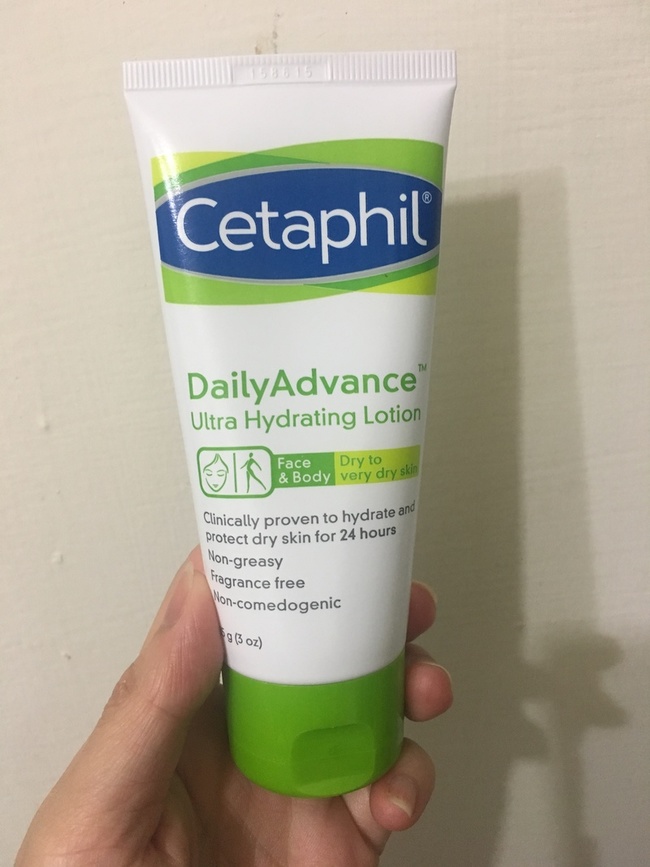 158615
Cetaphil®
DailyAdvance™
Ultra Hydrating Lotion
Face
& Body
Dry to
very dry skin
Clinically proven to hydrate and
protect dry skin for 24 hours
Non-greasy
Fragrance free
Non-comedogenic
g (3 oz)